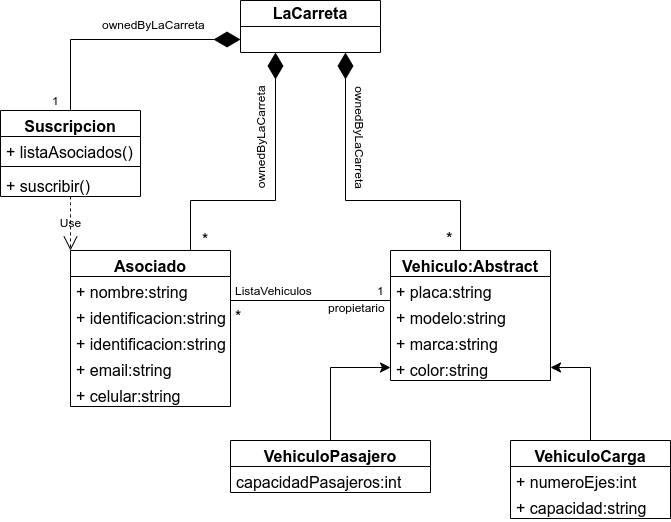 LaCarreta
ownedByLaCarreta
ownedByLaCarreta
ownedByLaCarreta
1
Suscripcion
+ listaAsociados()
+ suscribir()
Use
*
*
Asociado
+ nombre:string
+ identificacion:string
+ identificacion:string
+ email:string
+ celular:string
ListaVehiculos
*
1
propietario
Vehiculo:Abstract
+ placa:string
+ modelo:string
+ marca:string
+ color:string
VehiculoPasajero
capacidadPasajeros:int
VehiculoCarga
+ numeroEjes:int
+ capacidad:string